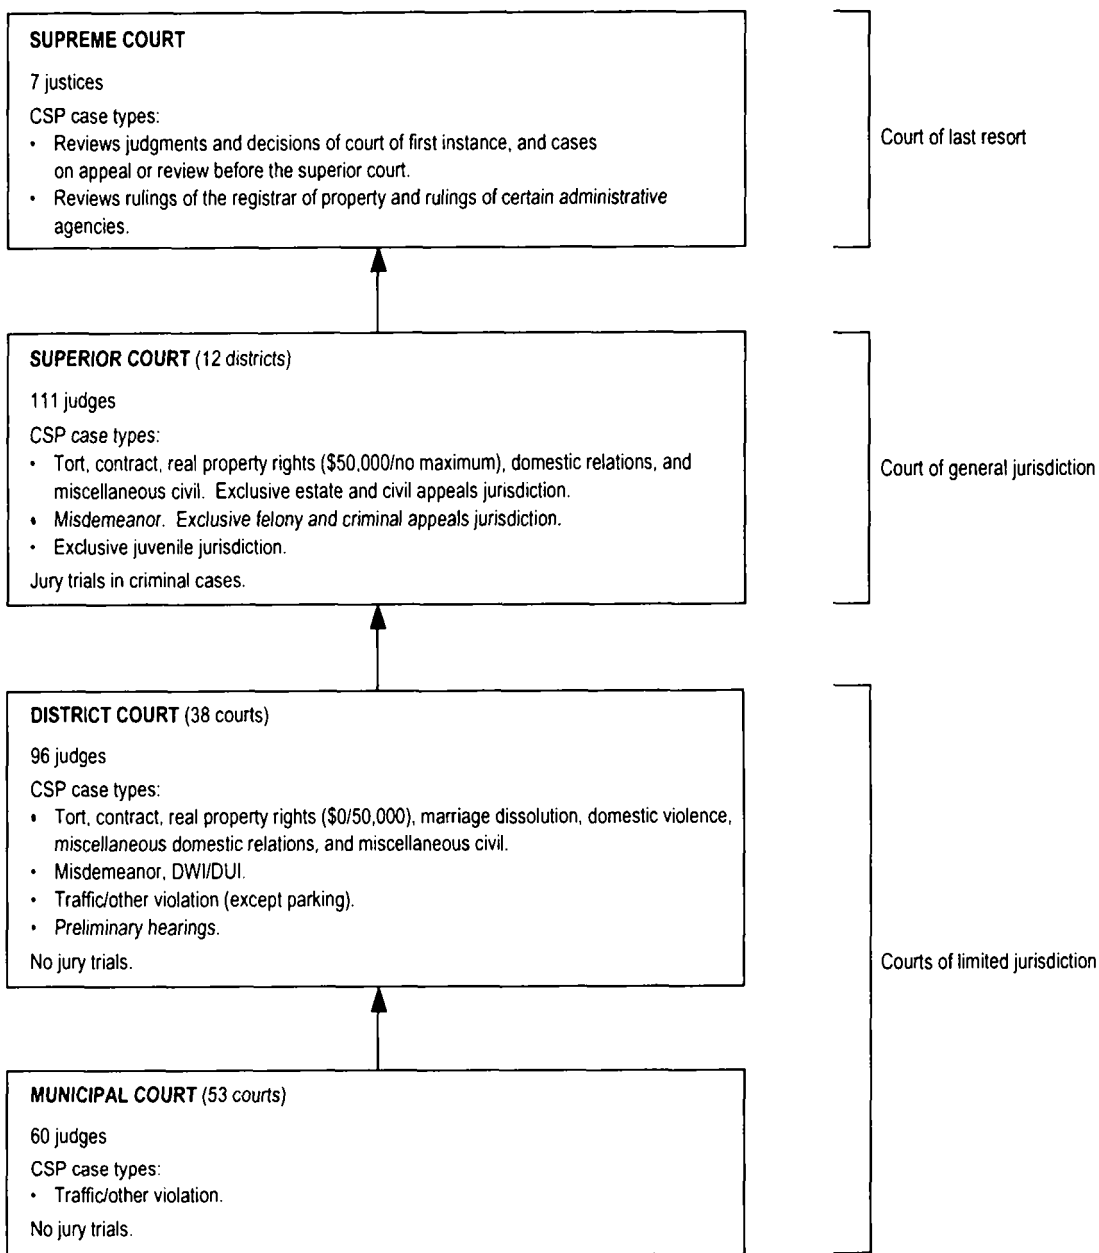 SUPREME COURT
7 justices
CSP case types:
• Reviews judgments and decisions of court of first instance, and cases
on appeal or review before the superior court.
• Reviews rulings of the registrar of property and rulings of certain administrative
agencies.
Court of last resort
SUPERIOR COURT (12 districts)
111 judges
CSP case types:
• Tort, contract, real property rights ($50,000/no maximum), domestic relations, and
miscellaneous civil. Exclusive estate and civil appeals jurisdiction.
• Misdemeanor. Exclusive felony and criminal appeals jurisdiction.
• Exclusive juvenile jurisdiction.
Jury trials in criminal cases.
Court of general jurisdiction
DISTRICT COURT (38 courts)
96 judges
CSP case types:
• Tort, contract, real property rights ($0/50,000), marriage dissolution, domestic violence,
miscellaneous domestic relations, and miscellaneous civil.
• Misdemeanor, DWI/DUI.
• Traffic/other violation (except parking).
• Preliminary hearings.
No jury trials.
Courts of limited jurisdiction
MUNICIPAL COURT (53 courts)
60 judges
CSP case types:
• Traffic/other violation.
No jury trials.